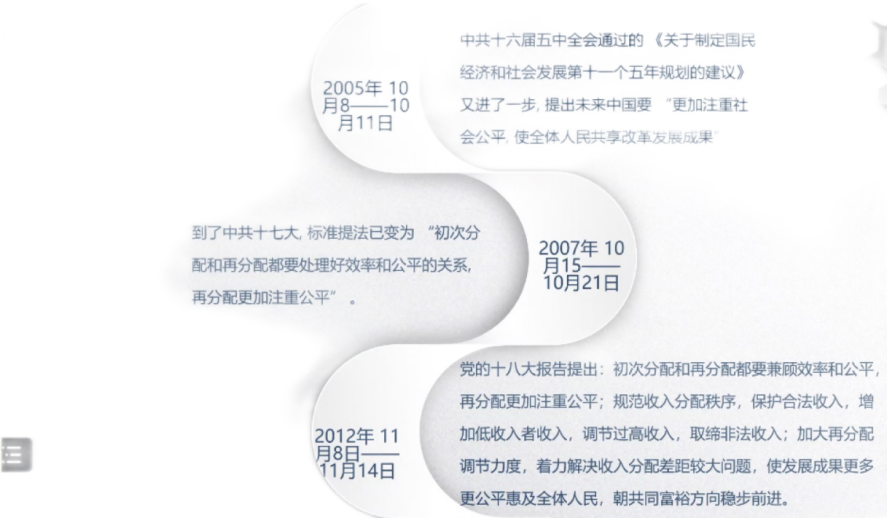 2005年 10
月8——10
月11日
中共十六届五中全会通过的 《关于制定国民
经济和社会发展第十一个五年规划的建议》
又进了一步, 提出未来中国要 “更加注重社
会公平, 使全体人民共享改革发展成果”
到了中共十七大, 标准提法已变为 “初次分
配和再分配都要处理好效率和公平的关系,
再分配更加注重公平” 。
2007年 10
月15——
10月21日
2012年 11
月8日——
11月14日
党的十八大报告提出：初次分配和再分配都要兼顾效率和公平，
再分配更加注重公平；规范收入分配秩序，保护合法收入，增
加低收入者收入，调节过高收入，取缔非法收入；加大再分配
调节力度，着力解决收入分配差距较大问题，使发展成果更多
更公平惠及全体人民，朝共同富裕方向稳步前进。